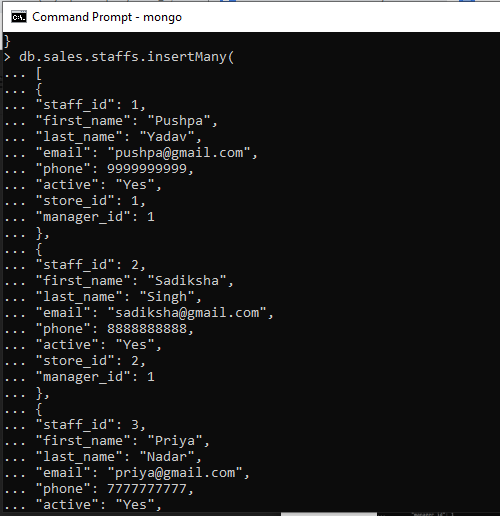 Command Prompt - mongo
}
> db.sales.staffs.insertMany(
... [
... {
... "staff_id": 1,
... "first_name": "Pushpa",
... "last_name": "Yadav",
... "email": "pushpa@gmail.com",
... "phone": 9999999999,
... "active": "Yes",
... "store_id": 1,
... "manager_id": 1
... },
... {
... "staff_id": 2,
... "first_name": "Sadiksha",
... "last_name": "Singh",
... "email": "sadiksha@gmail.com",
... "phone": 8888888888,
... "active": "Yes",
... "store_id": 2,
... "manager_id": 1
... },
... {
... "staff_id": 3,
... "first_name": "Priya",
... "last_name": "Nadar",
... "email": "priya@gmail.com",
... "phone": 7777777777,
... "active": "Yes",